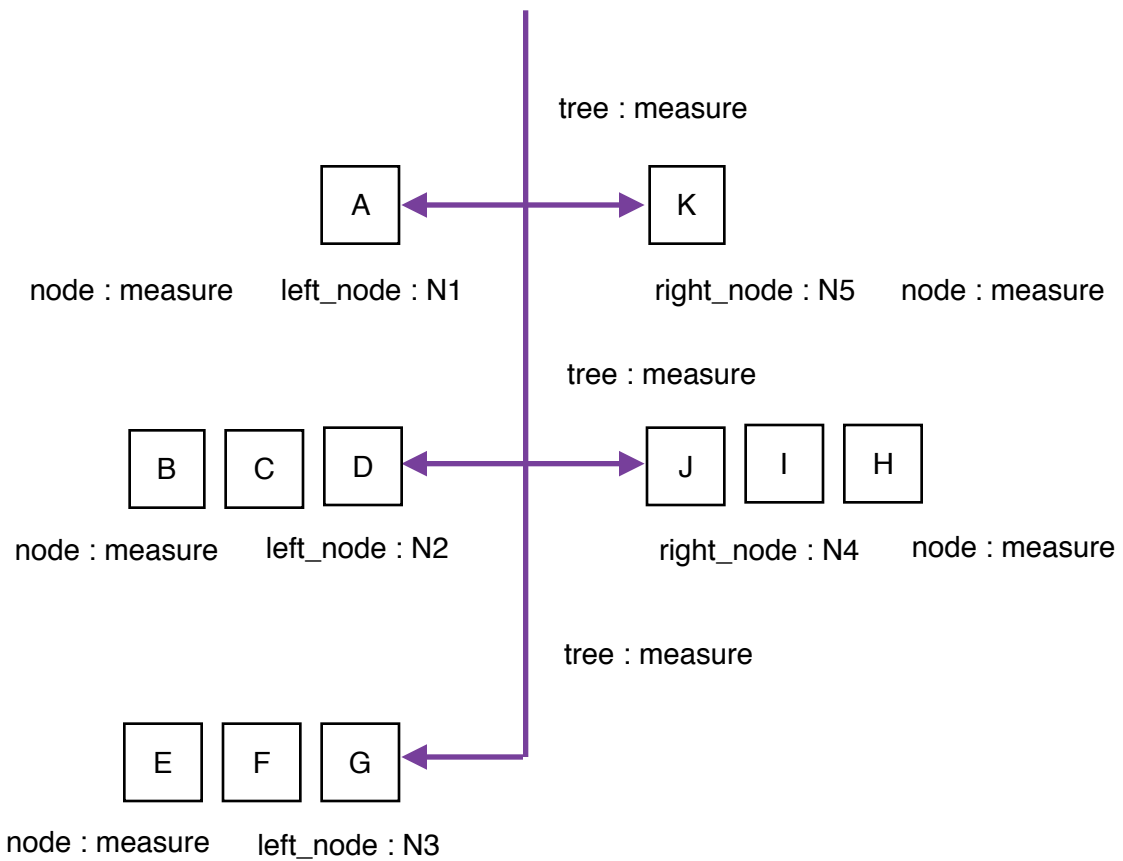 tree : measure
A
K
node : measure
left_node : N1
right_node : N5
node : measure
tree : measure
B
C
D
J
I
H
node : measure
left_node : N2
right_node : N4
node : measure
tree : measure
E
F
G
node : measure
left_node : N3